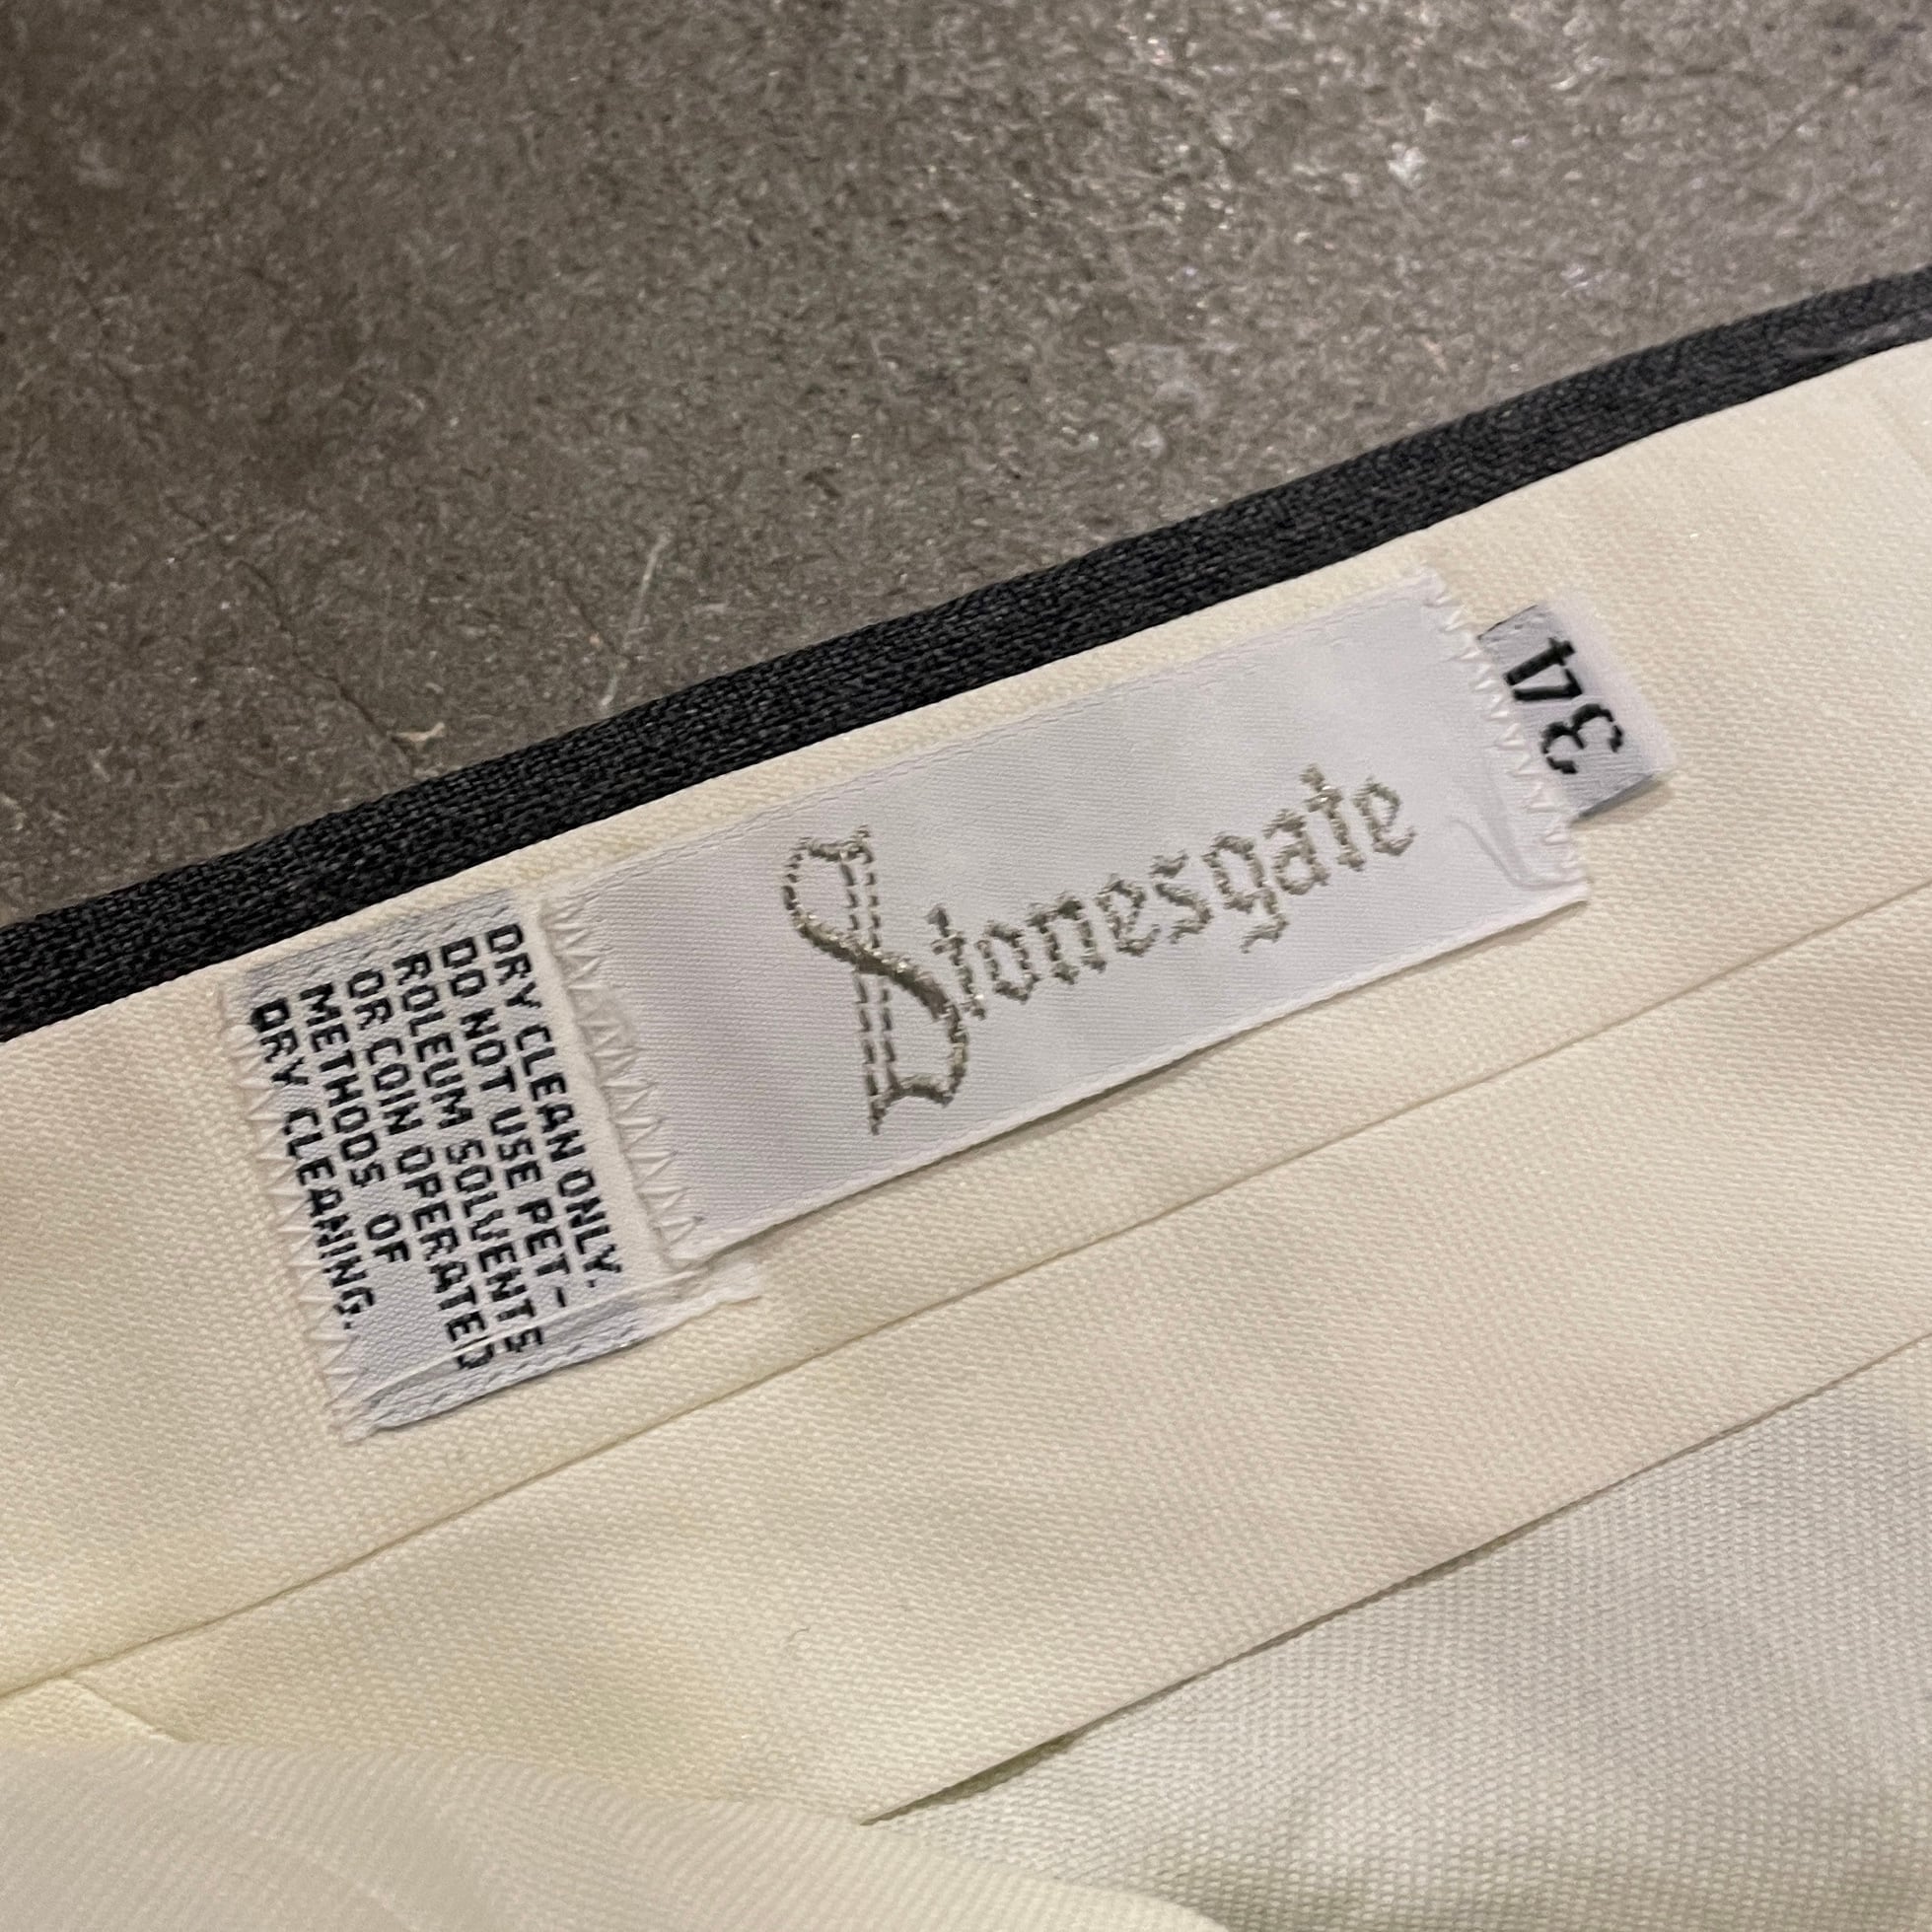 Stonesgate
34
DRY CLEAN ONLY.
DO NOT USE PET-
ROLEUM SOLVENTS
OR COIN OPERATED
METHODS OF
DRY CLEANING.